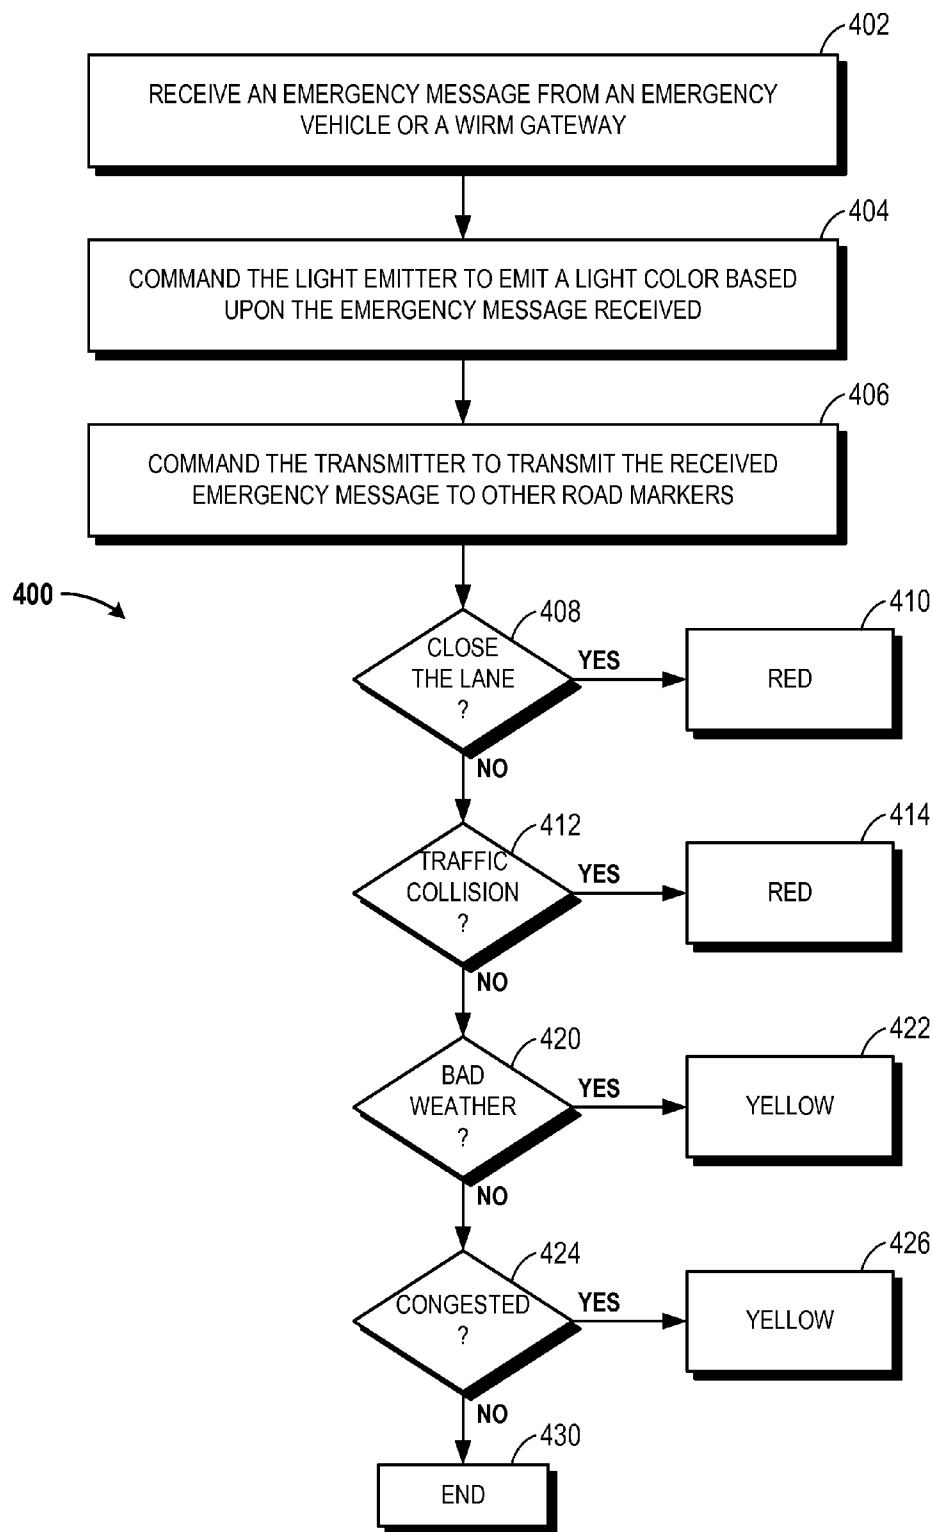 402
RECEIVE AN EMERGENCY MESSAGE FROM AN EMERGENCY
VEHICLE OR A WIRM GATEWAY
404
COMMAND THE LIGHT EMITTER TO EMIT A LIGHT COLOR BASED
UPON THE EMERGENCY MESSAGE RECEIVED
406
COMMAND THE TRANSMITTER TO TRANSMIT THE RECEIVED
EMERGENCY MESSAGE TO OTHER ROAD MARKERS
400
408
CLOSE
THE LANE
?
YES
410
RED
NO
412
TRAFFIC
COLLISION
?
YES
414
RED
NO
420
BAD
WEATHER
?
YES
422
YELLOW
NO
424
CONGESTED
?
YES
426
YELLOW
NO
430
END